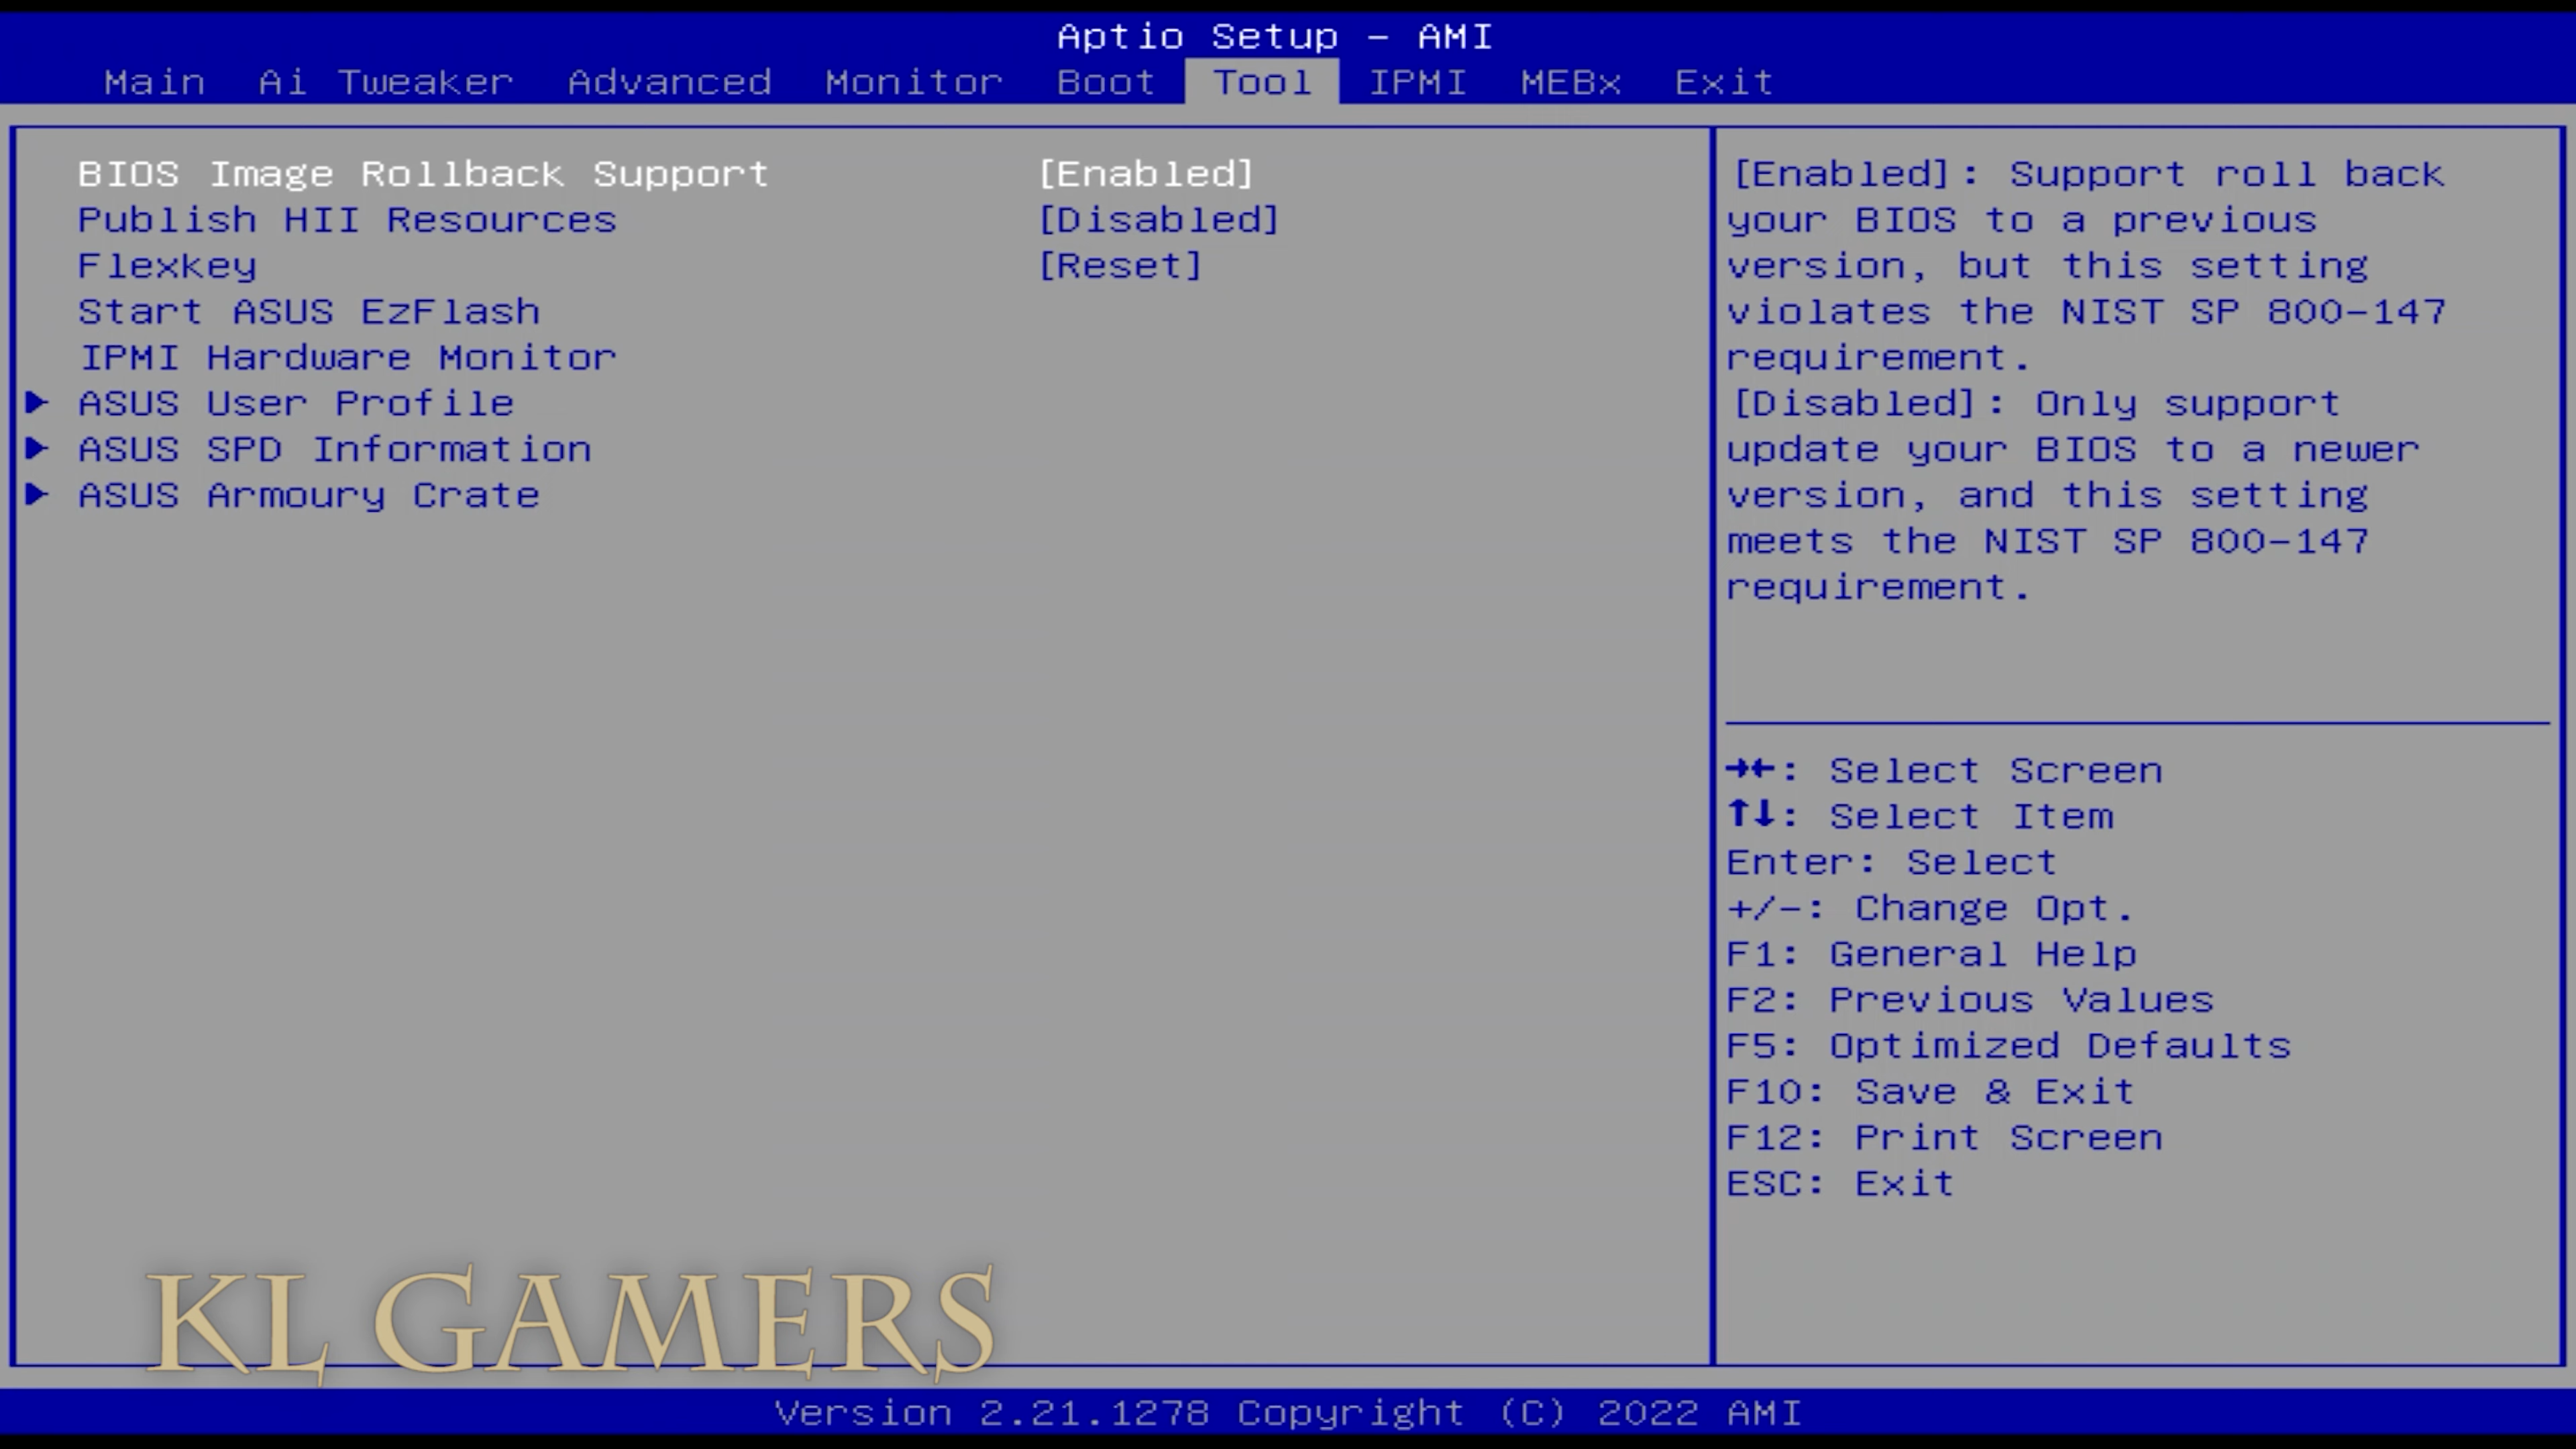 Aptio Setup - AMI
Main Ai Tweaker Advanced Monitor Boot Tool IPMI MEBx Exit
BIOS Image Rollback Support [Enabled]
Publish HII Resources [Disabled]
Flexkey [Reset]
Start ASUS EzFlash
IPMI Hardware Monitor
▶ ASUS User Profile
▶ ASUS SPD Information
▶ ASUS Armoury Crate
[Enabled]: Support roll back
your BIOS to a previous
version, but this setting
violates the NIST SP 800-147
requirement.
[Disabled]: Only support
update your BIOS to a newer
version, and this setting
meets the NIST SP 800-147
requirement.
→←: Select Screen
↑↓: Select Item
Enter: Select
+/-: Change Opt.
F1: General Help
F2: Previous Values
F5: Optimized Defaults
F10: Save & Exit
F12: Print Screen
ESC: Exit
KL GAMERS
Version 2.21.1278 Copyright (C) 2022 AMI